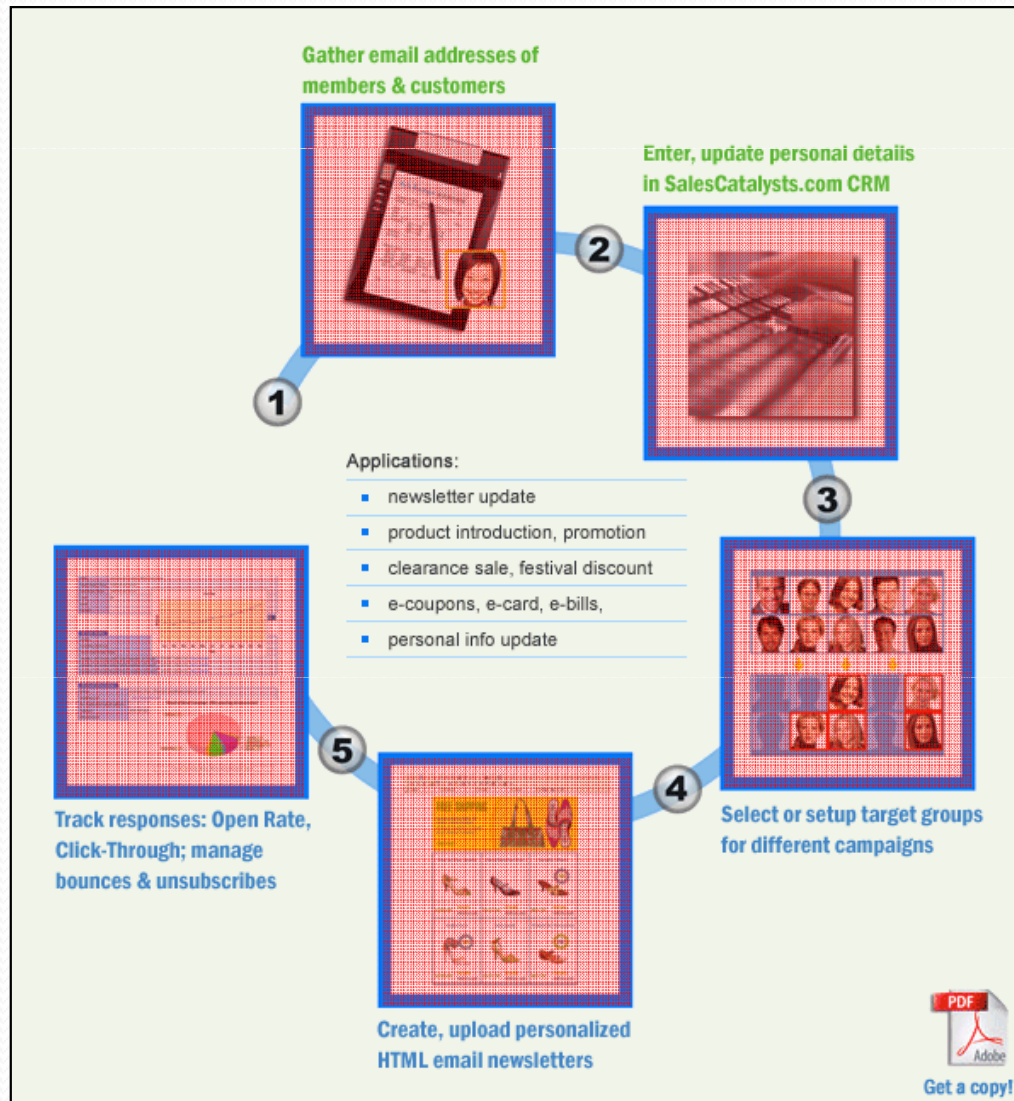 Gather email addresses of
members & customers
Enter, update personal details
in SalesCatalysts.com CRM
1
2
3
Applications:
newsletter update
product introduction, promotion
clearance sale, festival discount
e-coupons, e-card, e-bills,
personal info update
5
4
Select or setup target groups
for different campaigns
Track responses: Open Rate,
Click-Through; manage
bounces & unsubscribes
Create, upload personalized
HTML email newsletters
PDF
Adobe
Get a copy!